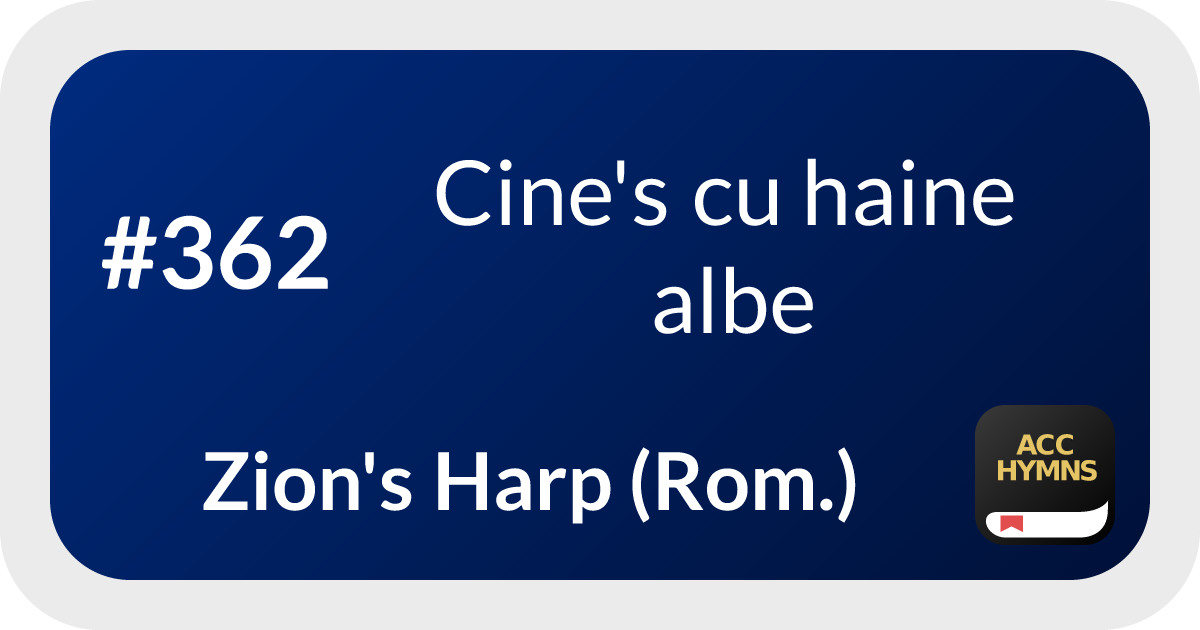 #362
Cine's cu haine
albe
Zion's Harp (Rom.)
ACC
HYMNS